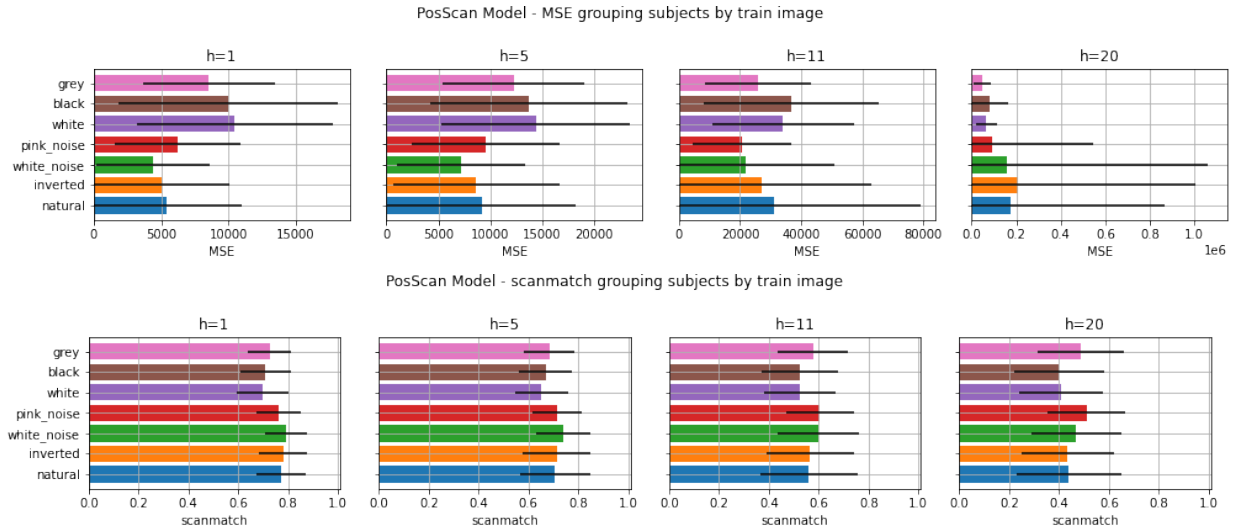 PosScan Model - MSE grouping subjects by train image
h=1 h=5 h=11 h=20
grey
black
white
pink_noise
white_noise
inverted
natural
0 5000 10000 15000 0 5000 10000 15000 20000 0 20000 40000 60000 80000 0.0 0.2 0.4 0.6 0.8 1.0
MSE MSE MSE MSE 1e6
PosScan Model - scanmatch grouping subjects by train image
h=1 h=5 h=11 h=20
grey
black
white
pink_noise
white_noise
inverted
natural
0.0 0.2 0.4 0.6 0.8 1.0 0.0 0.2 0.4 0.6 0.8 1.0 0.0 0.2 0.4 0.6 0.8 1.0 0.0 0.2 0.4 0.6 0.8 1.0
scanmatch scanmatch scanmatch scanmatch